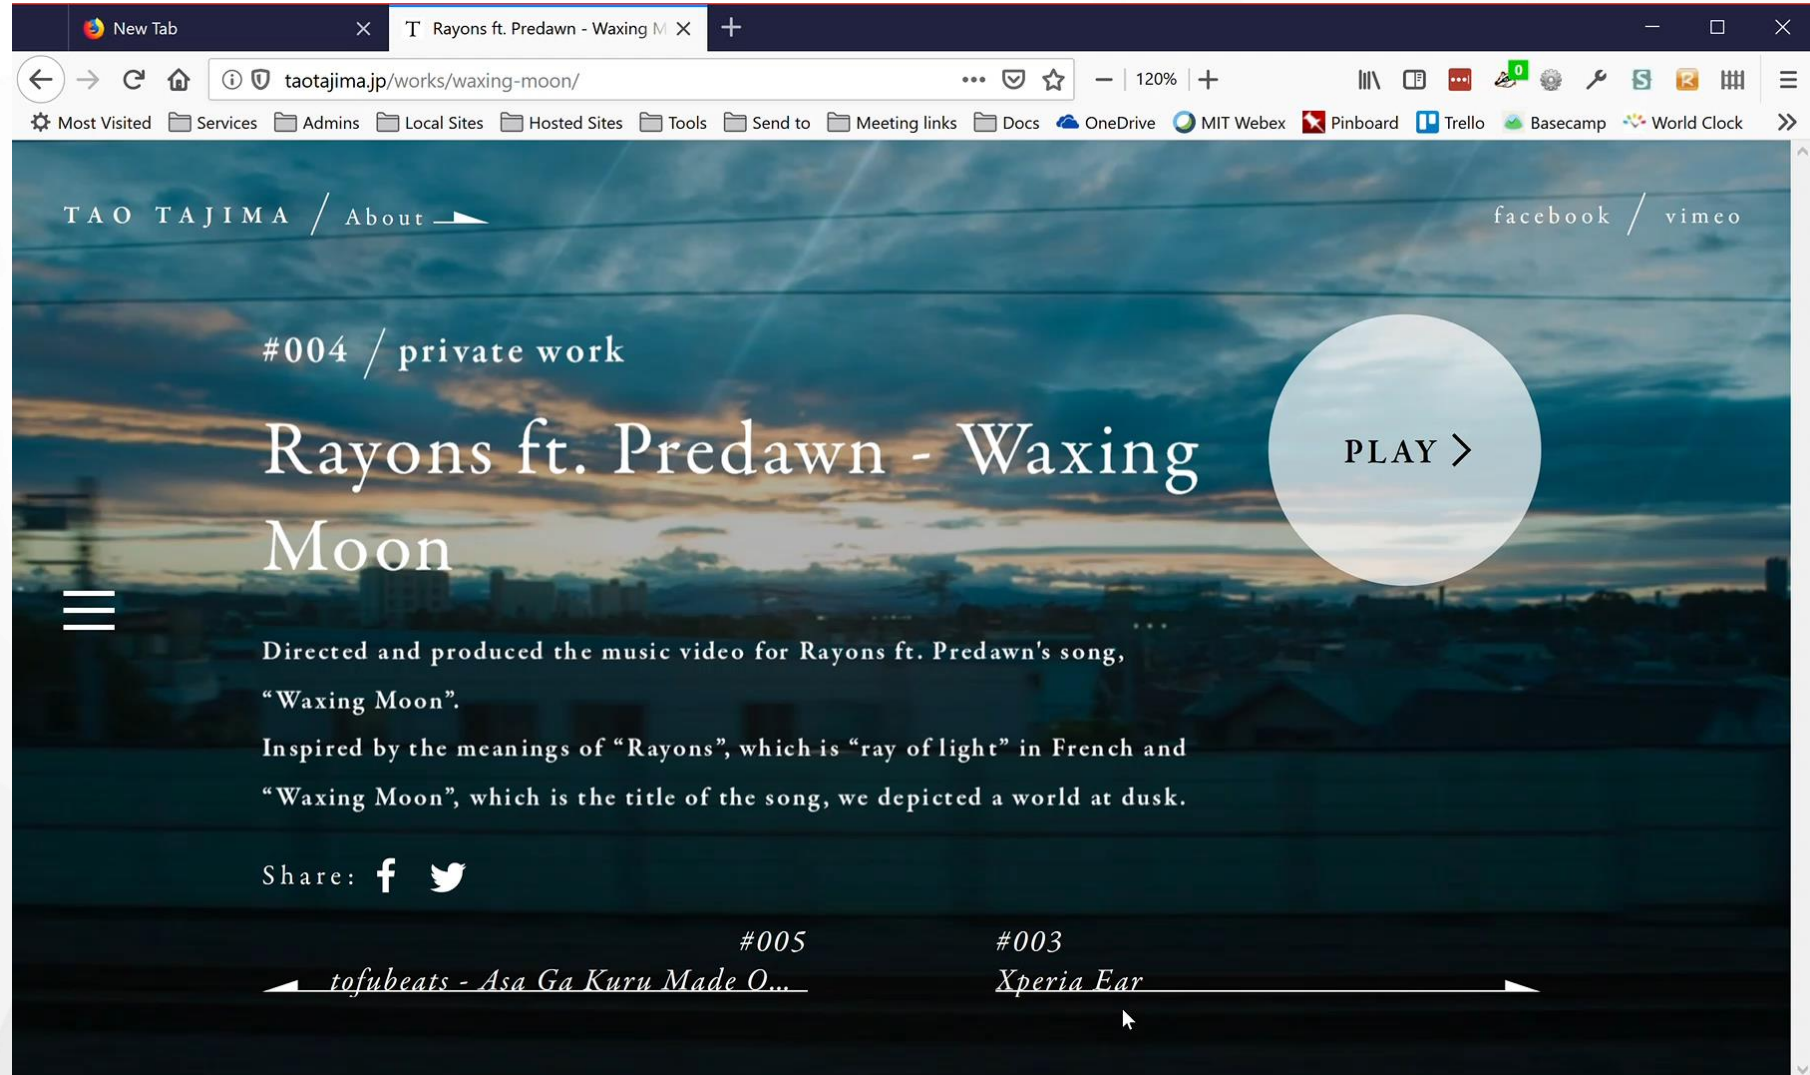 New Tab
Rayons ft. Predawn - Waxing M
taotajima.jp/works/waxing-moon/
120%
0
Most Visited Services Admins Local Sites Hosted Sites Tools Send to Meeting links Docs OneDrive MIT Webex Pinboard Trello Basecamp World Clock
TAO TAJIMA / About
facebook / vimeo
#004 / private work
Rayons ft. Predawn - Waxing
Moon
PLAY
Directed and produced the music video for Rayons ft. Predawn's song,
“Waxing Moon”.
Inspired by the meanings of “Rayons”, which is “ray of light” in French and
“Waxing Moon”, which is the title of the song, we depicted a world at dusk.
Share:
#005
tofubeats - Asa Ga Kuru Made O...
#003
Xperia Ear